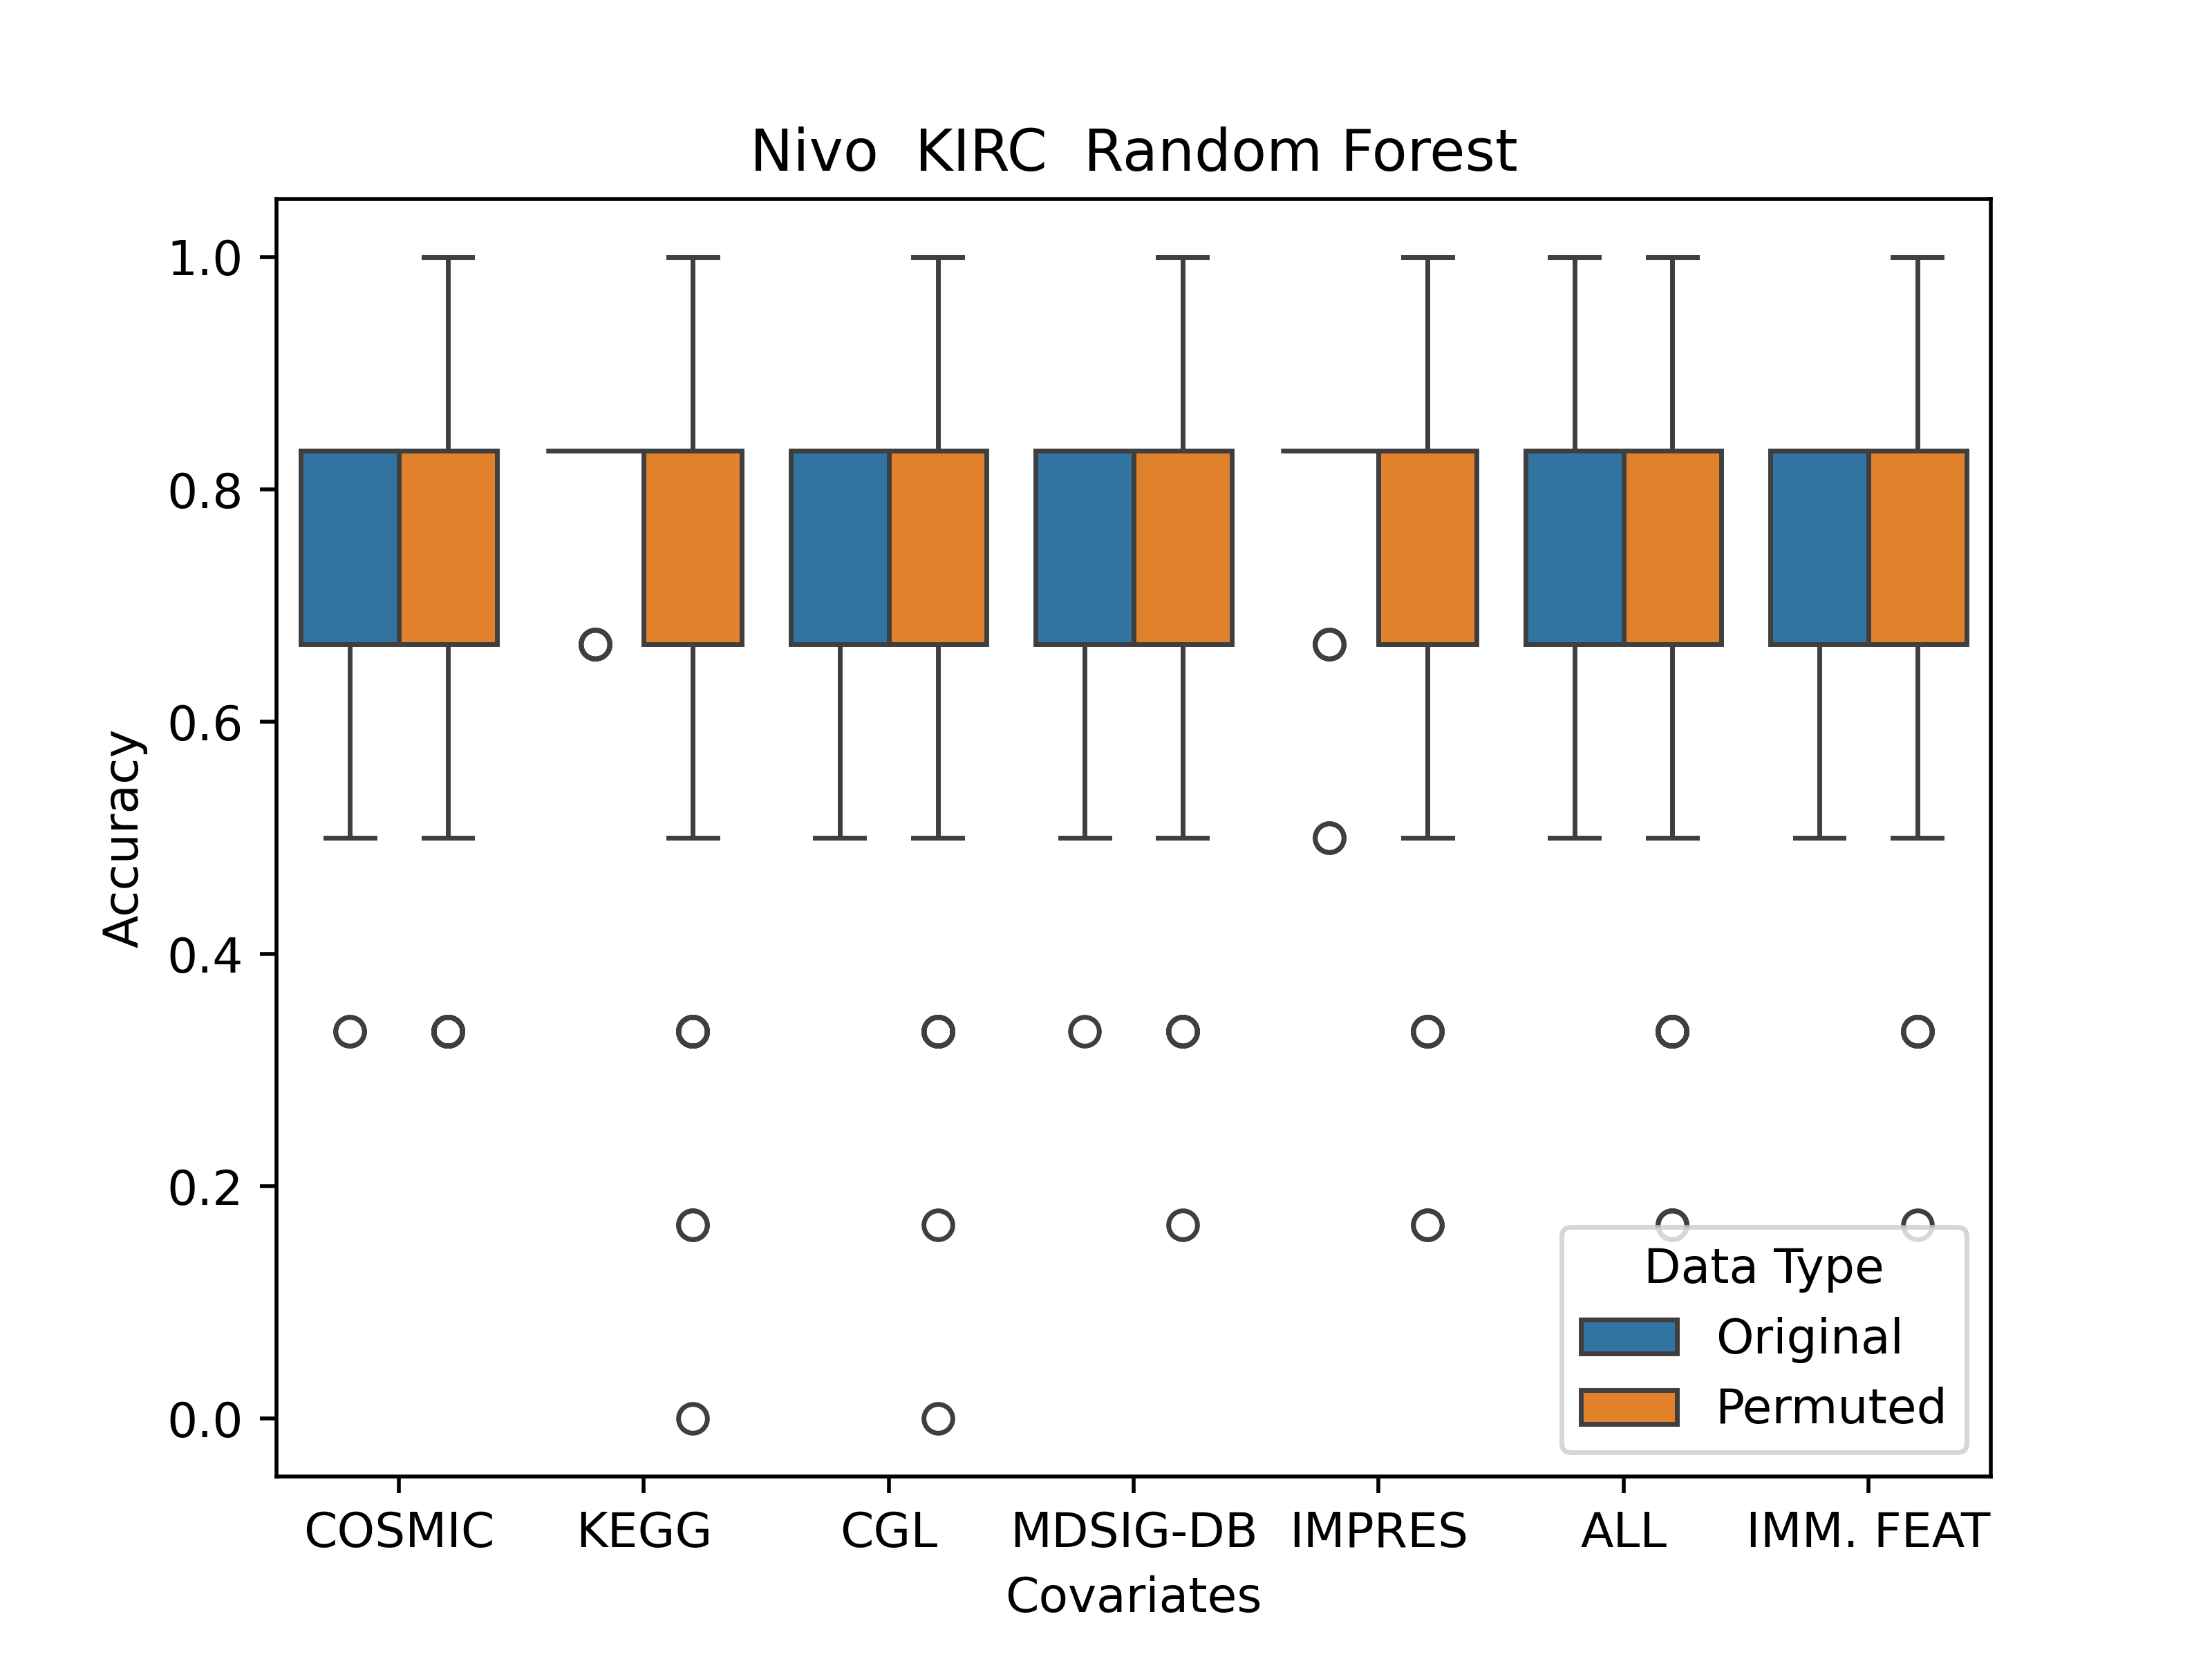 Nivo  KIRC  Random Forest
1.0
0.8
0.6
0.4
0.2
0.0
Accuracy
Data Type
Original
Permuted
COSMIC KEGG CGL MDSIG-DB IMPRES ALL IMM. FEAT
Covariates